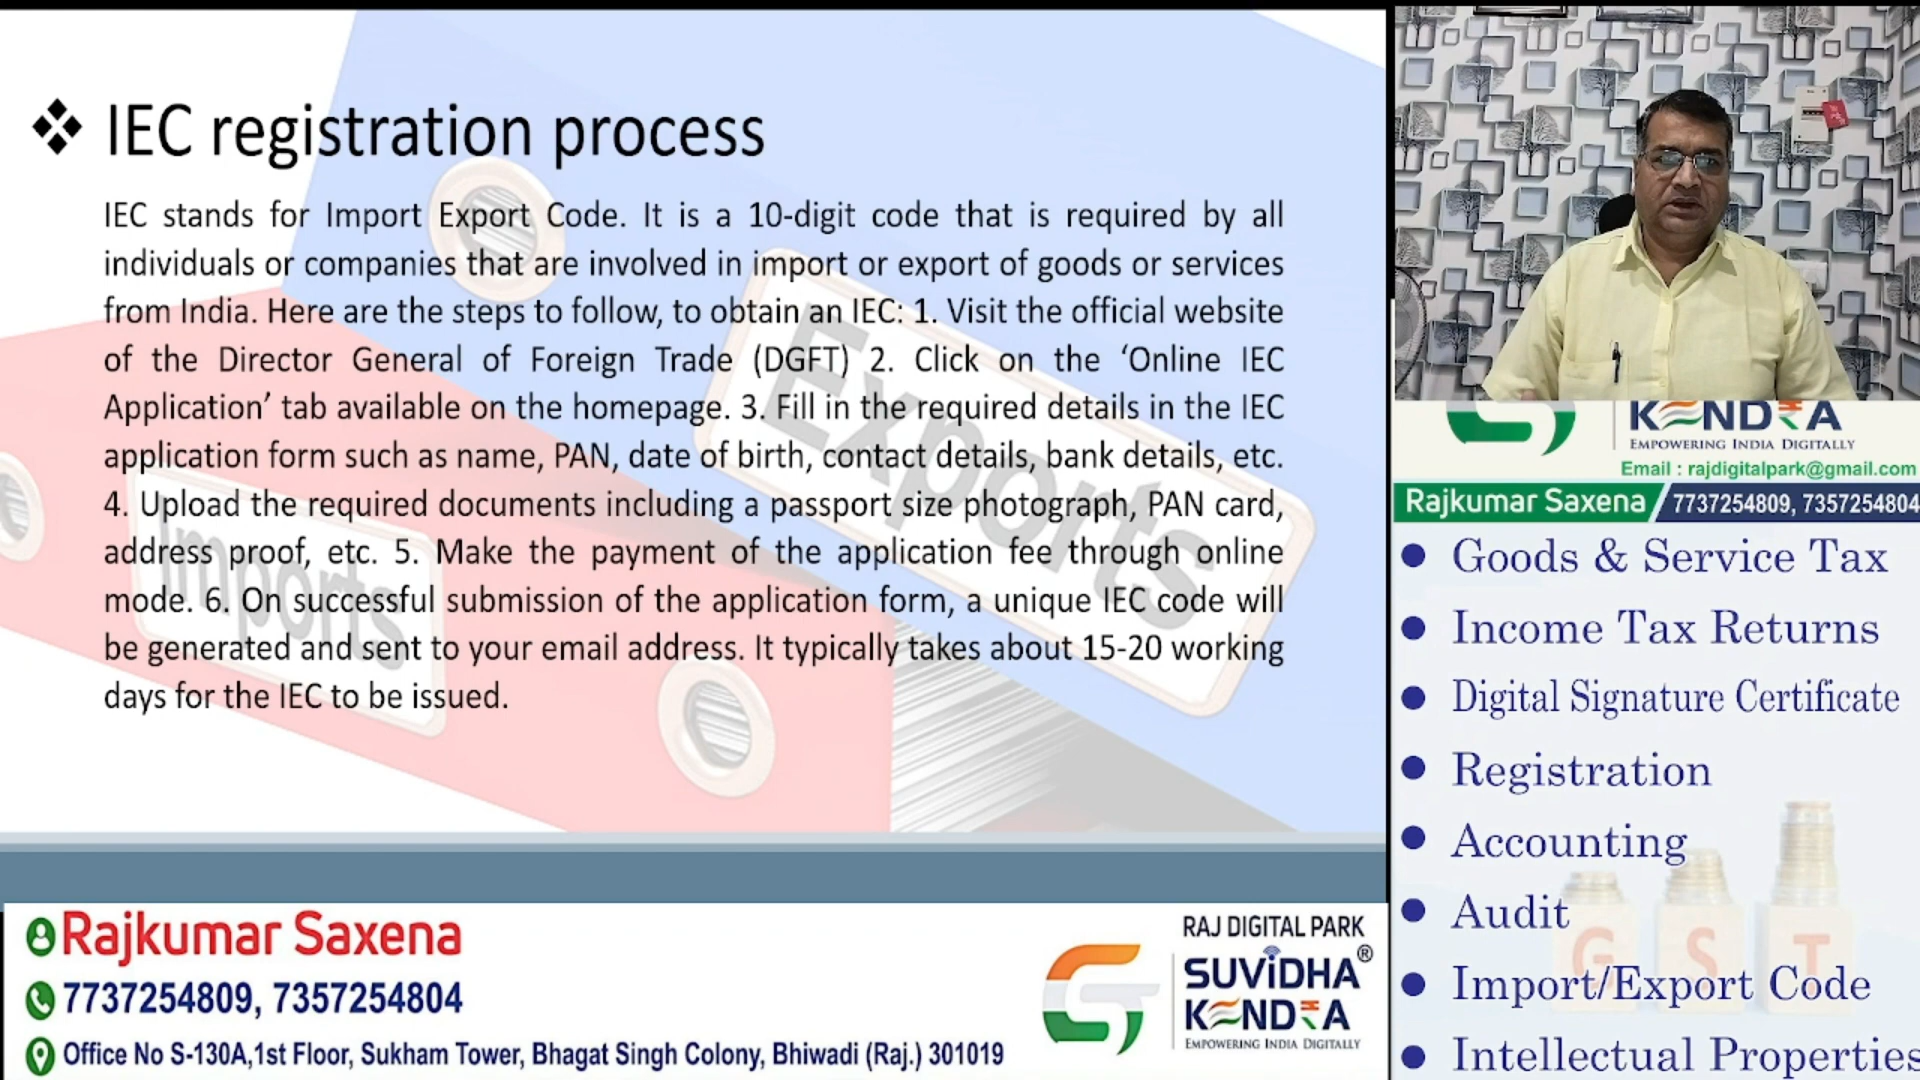 IEC registration process
IEC stands for Import Export Code. It is a 10-digit code that is required by all
individuals or companies that are involved in import or export of goods or services
from India. Here are the steps to follow, to obtain an IEC: 1. Visit the official website
of the Director General of Foreign Trade (DGFT) 2. Click on the ‘Online IEC
Application’ tab available on the homepage. 3. Fill in the required details in the IEC
application form such as name, PAN, date of birth, contact details, bank details, etc.
4. Upload the required documents including a passport size photograph, PAN card,
address proof, etc. 5. Make the payment of the application fee through online
mode. 6. On successful submission of the application form, a unique IEC code will
be generated and sent to your email address. It typically takes about 15-20 working
days for the IEC to be issued.
Imports
Exports
Rajkumar Saxena
7737254809, 7357254804
Office No S-130A,1st Floor, Sukham Tower, Bhagat Singh Colony, Bhiwadi (Raj.) 301019
RAJ DIGITAL PARK
SUVIDHA®
KENDRA
EMPOWERING INDIA DIGITALLY
KENDRA
EMPOWERING INDIA DIGITALLY
Email : rajdigitalpark@gmail.com
Rajkumar Saxena 7737254809, 7357254804
Goods & Service Tax
Income Tax Returns
Digital Signature Certificate
Registration
Accounting
Audit
Import/Export Code
Intellectual Properties
G S T